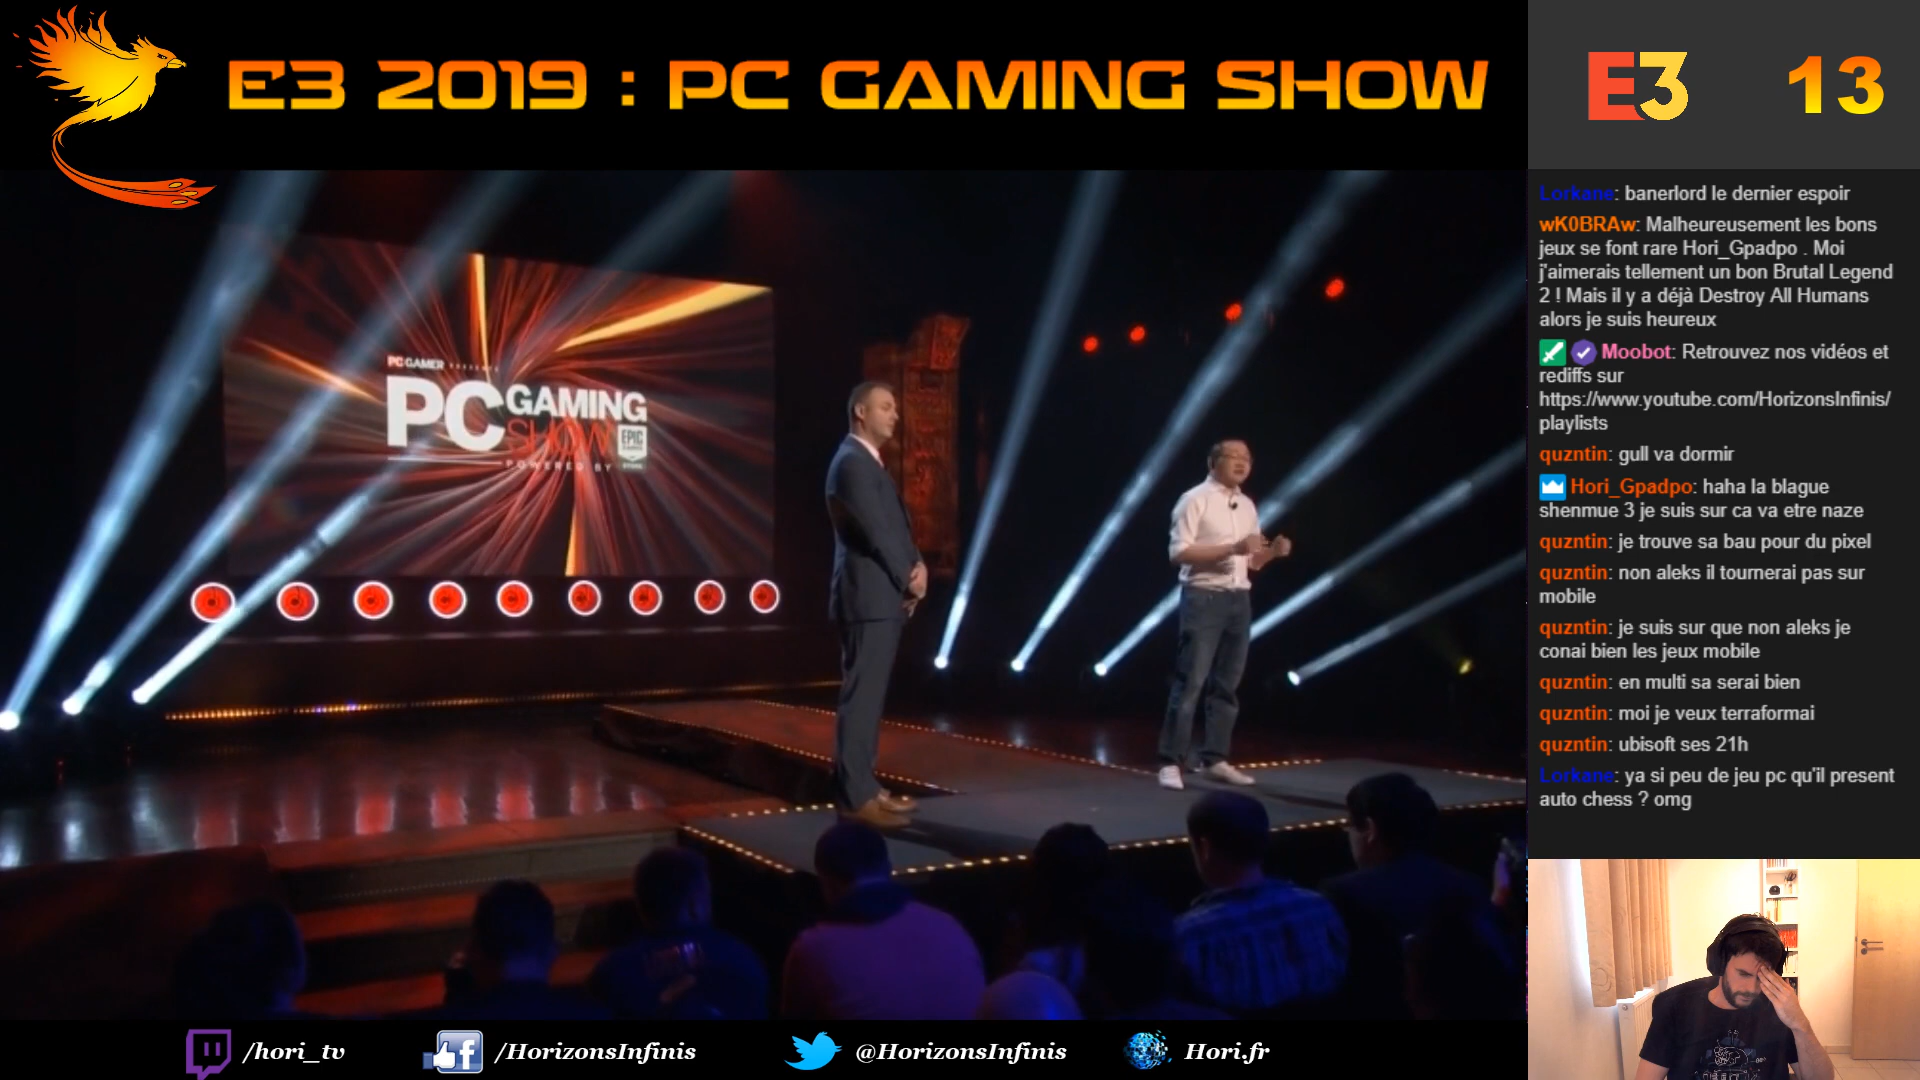 E3 2019 : PC GAMING SHOW
E3 13
PC GAMER PRESENTS
PC GAMING
SHOW
EPIC
POWERED BY
Lorkane: banerlord le dernier espoir
wK0BRAw: Malheureusement les bons
jeux se font rare Hori_Gpadpo . Moi
j'aimerais tellement un bon Brutal Legend
2 ! Mais il y a déjà Destroy All Humans
alors je suis heureux
Moobot: Retrouvez nos vidéos et
rediffs sur
https://www.youtube.com/HorizonsInfinis/
playlists
quzntin: gull va dormir
Hori_Gpadpo: haha la blague
shenmue 3 je suis sur ca va etre naze
quzntin: je trouve sa bau pour du pixel
quzntin: non aleks il tournerai pas sur
mobile
quzntin: je suis sur que non aleks je
conai bien les jeux mobile
quzntin: en multi sa serai bien
quzntin: moi je veux terraformai
quzntin: ubisoft ses 21h
Lorkane: ya si peu de jeu pc qu'il present
auto chess ? omg
/hori_tv
/HorizonsInfinis
@HorizonsInfinis
Hori.fr